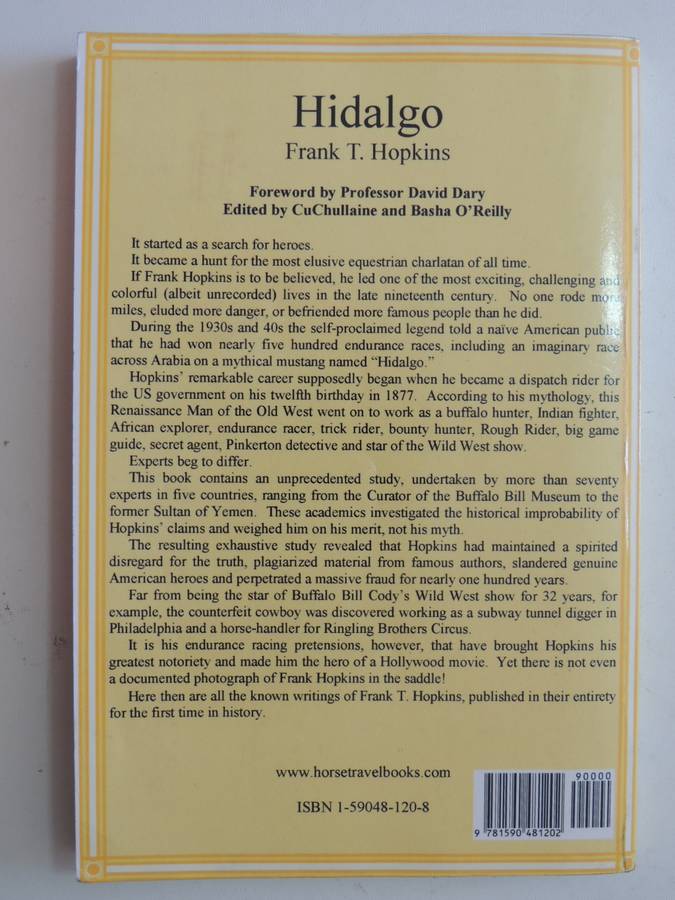 Hidalgo
Frank T. Hopkins
Foreword by Professor David Dary
Edited by CuChullaine and Basha O'Reilly
It started as a search for heroes.
It became a hunt for the most elusive equestrian charlatan of all time.
If Frank Hopkins is to be believed, he led one of the most exciting, challenging and
colorful (albeit unrecorded) lives in the late nineteenth century. No one rode more
miles, eluded more danger, or befriended more famous people than he did.
During the 1930s and 40s the self-proclaimed legend told a naïve American public
that he had won nearly five hundred endurance races, including an imaginary race
across Arabia on a mythical mustang named "Hidalgo."
Hopkins' remarkable career supposedly began when he became a dispatch rider for
the US government on his twelfth birthday in 1877. According to his mythology, this
Renaissance Man of the Old West went on to work as a buffalo hunter, Indian fighter,
African explorer, endurance racer, trick rider, bounty hunter, Rough Rider, big game
guide, secret agent, Pinkerton detective and star of the Wild West show.
Experts beg to differ.
This book contains an unprecedented study, undertaken by more than seventy
experts in five countries, ranging from the Curator of the Buffalo Bill Museum to the
former Sultan of Yemen. These academics investigated the historical improbability of
Hopkins' claims and weighed him on his merit, not his myth.
The resulting exhaustive study revealed that Hopkins had maintained a spirited
disregard for the truth, plagiarized material from famous authors, slandered genuine
American heroes and perpetrated a massive fraud for nearly one hundred years.
Far from being the star of Buffalo Bill Cody's Wild West show for 32 years, for
example, the counterfeit cowboy was discovered working as a subway tunnel digger in
Philadelphia and a horse-handler for Ringling Brothers Circus.
It is his endurance racing pretensions, however, that have brought Hopkins his
greatest notoriety and made him the hero of a Hollywood movie. Yet there is not even
a documented photograph of Frank Hopkins in the saddle!
Here then are all the known writings of Frank T. Hopkins, published in their entirety
for the first time in history.
www.horsetravelbooks.com
ISBN 1-59048-120-8
90000
9 781590 481202